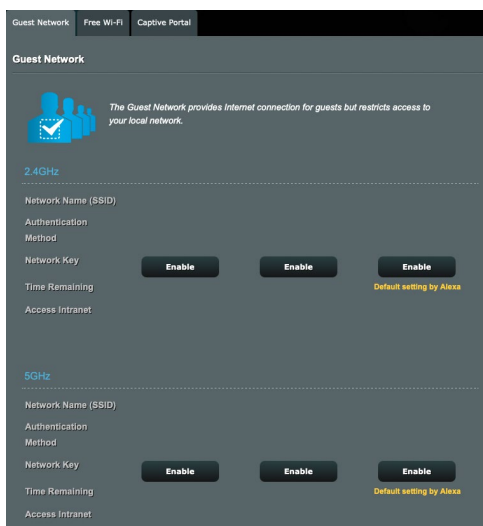 Guest Network Free Wi-Fi Captive Portal
Guest Network
The Guest Network provides Internet connection for guests but restricts access to
your local network.
2.4GHz
Network Name (SSID)
Authentication
Method
Network Key
Enable Enable Enable
Time Remaining
Default setting by Alexa
Access Intranet
5GHz
Network Name (SSID)
Authentication
Method
Network Key
Enable Enable Enable
Time Remaining
Default setting by Alexa
Access Intranet